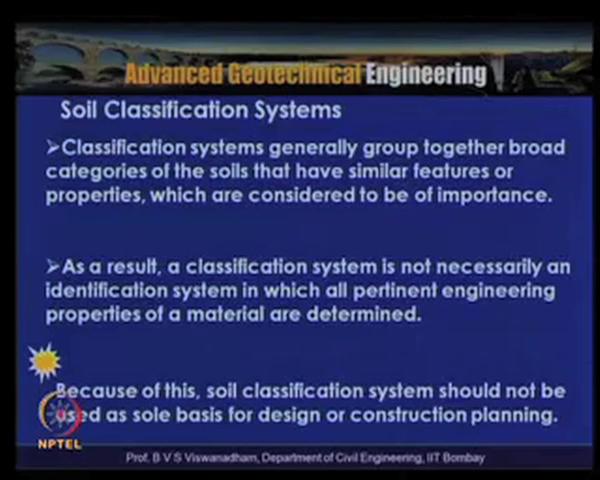 Advanced Geotechnical Engineering
Soil Classification Systems
➢Classification systems generally group together broad
categories of the soils that have similar features or
properties, which are considered to be of importance.
➢As a result, a classification system is not necessarily an
identification system in which all pertinent engineering
properties of a material are determined.
Because of this, soil classification system should not be
used as sole basis for design or construction planning.
NPTEL
Prof. B V S Viswanadham, Department of Civil Engineering, IIT Bombay